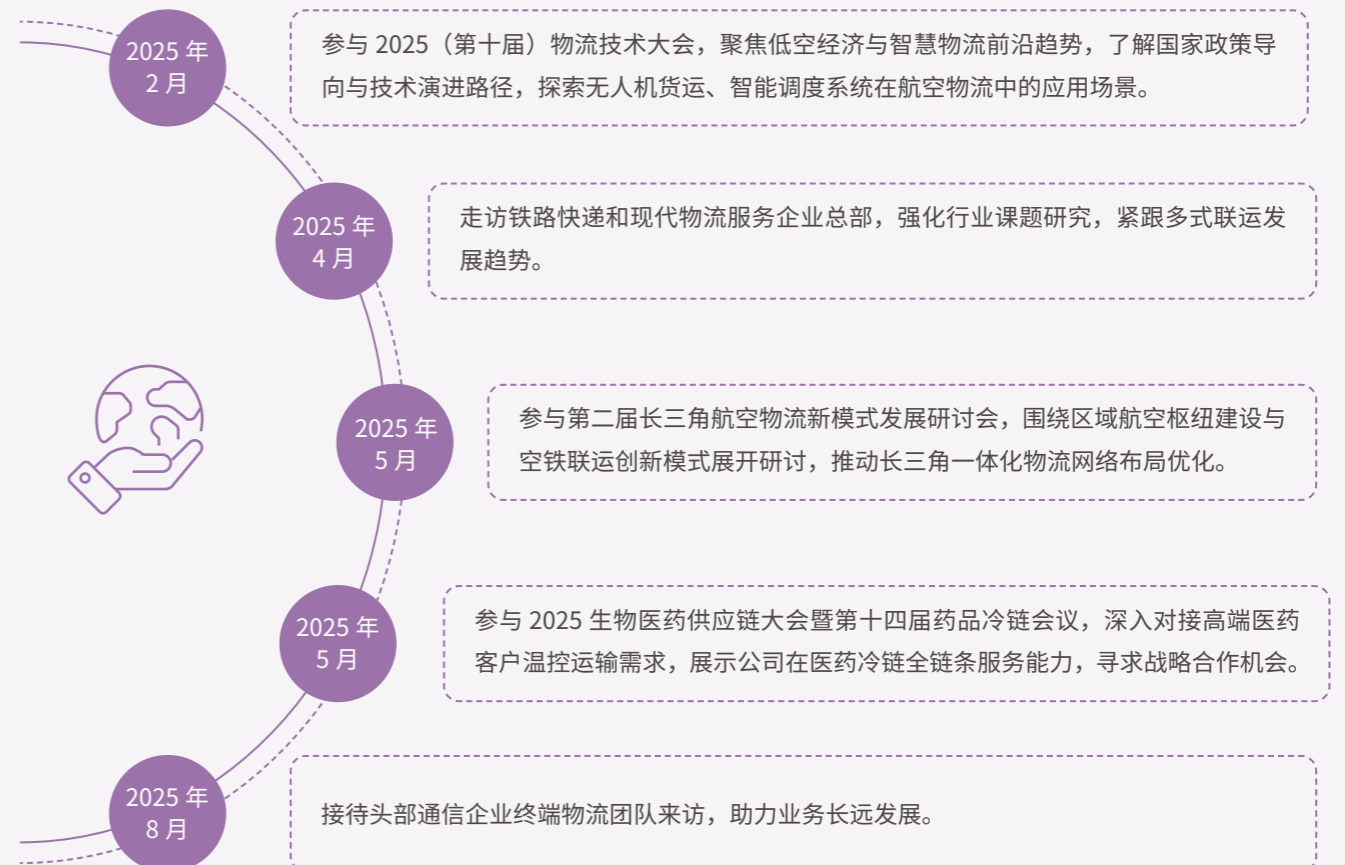 2025 年
2 月
参与 2025（第十届）物流技术大会，聚焦低空经济与智慧物流前沿趋势，了解国家政策导
向与技术演进路径，探索无人机货运、智能调度系统在航空物流中的应用场景。
2025 年
4 月
走访铁路快递和现代物流服务企业总部，强化行业课题研究，紧跟多式联运发
展趋势。
2025 年
5 月
参与第二届长三角航空物流新模式发展研讨会，围绕区域航空枢纽建设与
空铁联运创新模式展开研讨，推动长三角一体化物流网络布局优化。
2025 年
5 月
参与 2025 生物医药供应链大会暨第十四届药品冷链会议，深入对接高端医药
客户温控运输需求，展示公司在医药冷链全链条服务能力，寻求战略合作机会。
2025 年
8 月
接待头部通信企业终端物流团队来访，助力业务长远发展。